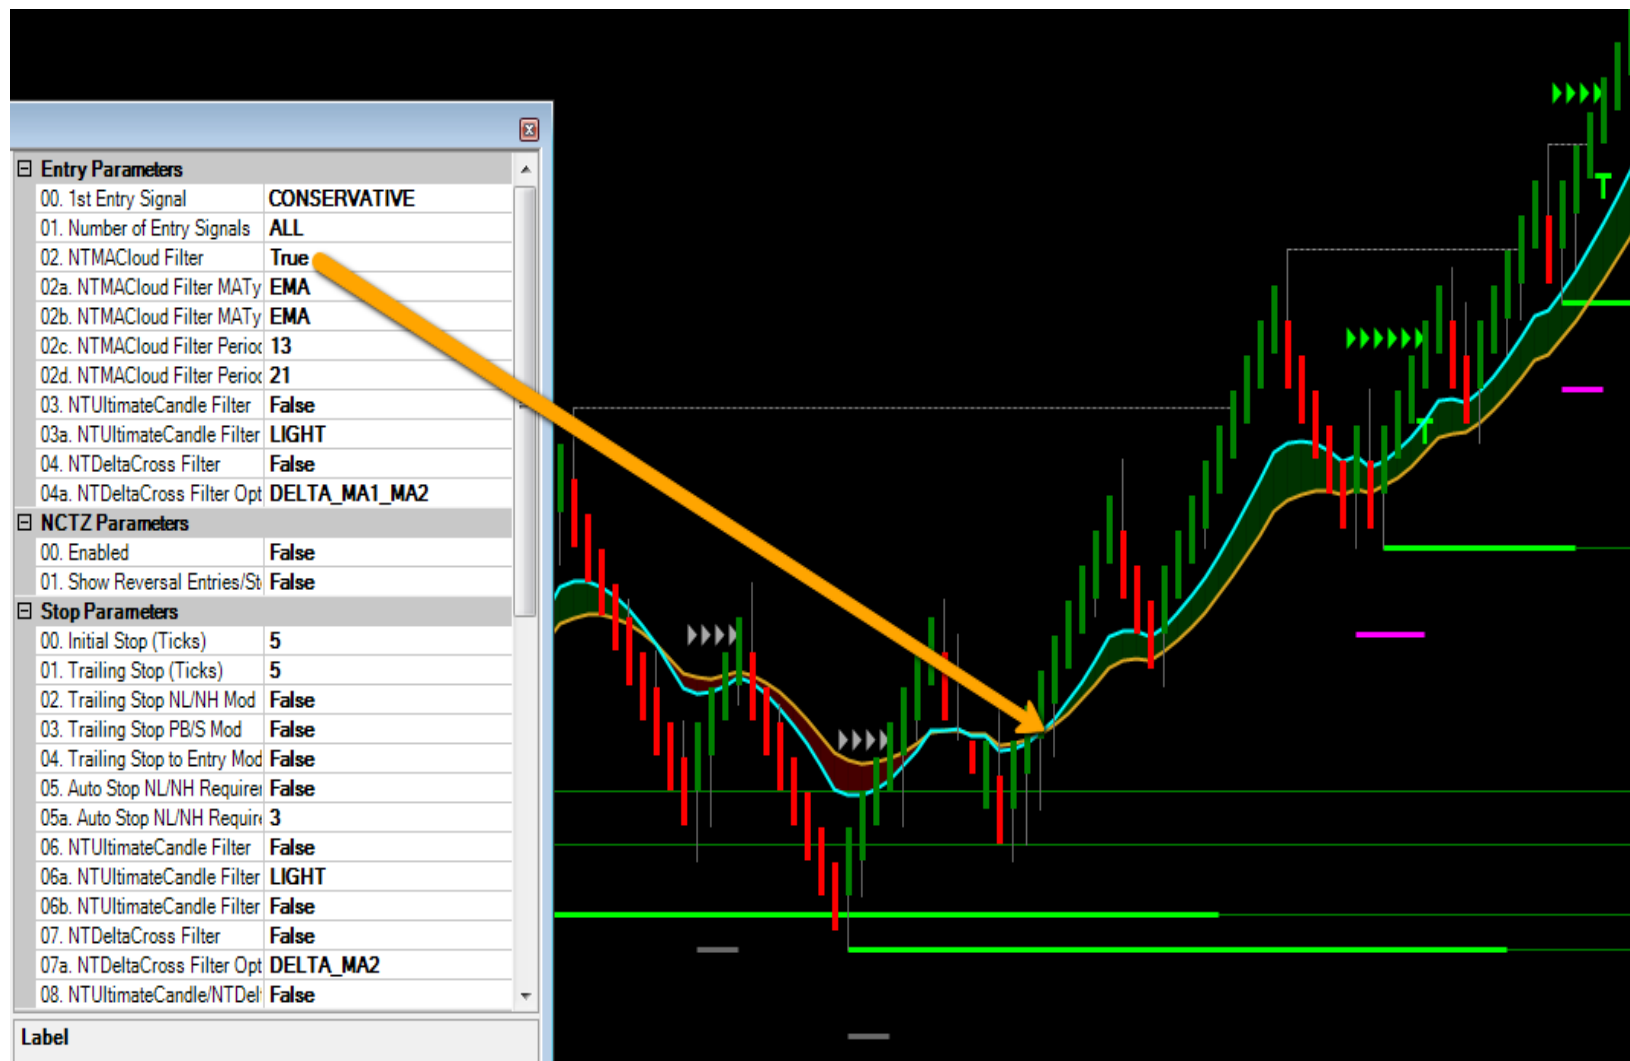 Entry Parameters
00. 1st Entry Signal CONSERVATIVE
01. Number of Entry Signals ALL
02. NTMACloud Filter True
02a. NTMACloud Filter MATy EMA
02b. NTMACloud Filter MATy EMA
02c. NTMACloud Filter Perioc 13
02d. NTMACloud Filter Perioc 21
03. NTUltimateCandle Filter False
03a. NTUltimateCandle Filter LIGHT
04. NTDeltaCross Filter False
04a. NTDeltaCross Filter Opt DELTA_MA1_MA2
NCTZ Parameters
00. Enabled False
01. Show Reversal Entries/St False
Stop Parameters
00. Initial Stop (Ticks) 5
01. Trailing Stop (Ticks) 5
02. Trailing Stop NL/NH Mod False
03. Trailing Stop PB/S Mod False
04. Trailing Stop to Entry Mod False
05. Auto Stop NL/NH Requirer False
05a. Auto Stop NL/NH Require 3
06. NTUltimateCandle Filter False
06a. NTUltimateCandle Filter LIGHT
06b. NTUltimateCandle Filter False
07. NTDeltaCross Filter False
07a. NTDeltaCross Filter Opt DELTA_MA2
08. NTUltimateCandle/NTDel False
Label
T
T